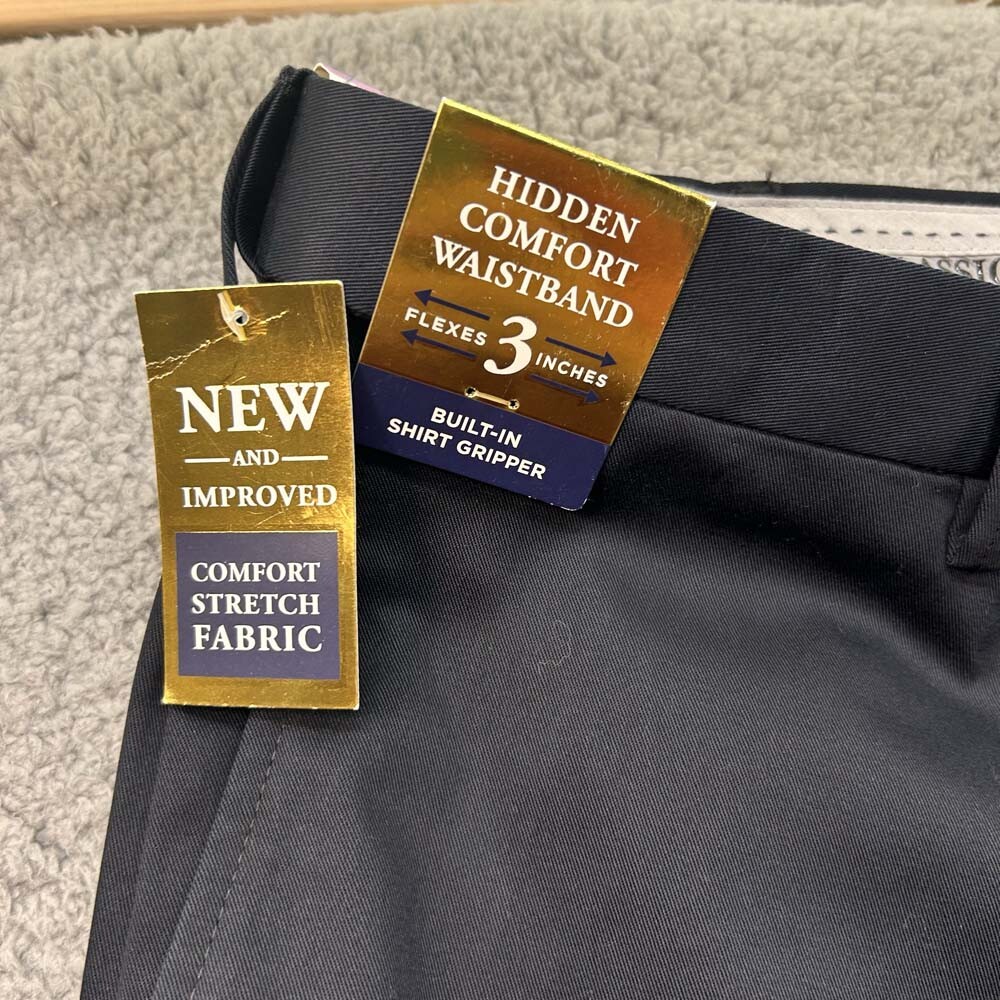 HIDDEN
COMFORT
WAISTBAND
FLEXES 3 INCHES
BUILT-IN
SHIRT GRIPPER
NEW
AND
IMPROVED
COMFORT
STRETCH
FABRIC